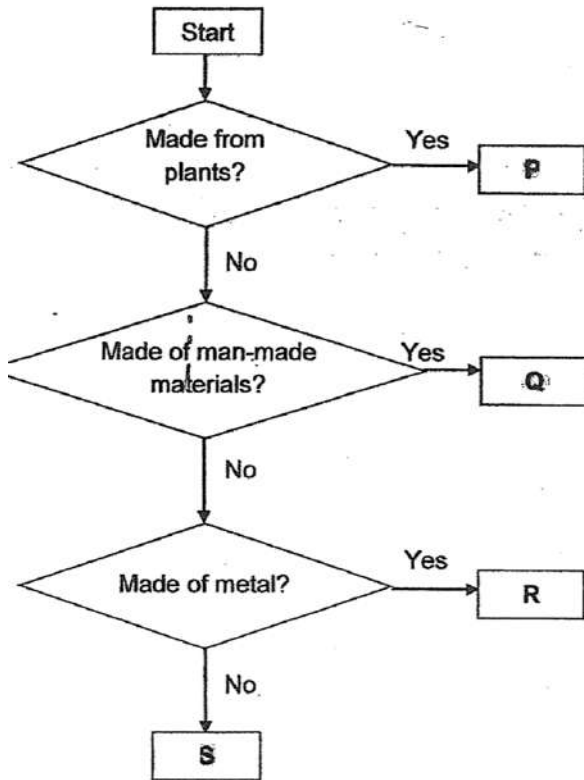 Start
Made from
plants?
Yes
P
No
Made of man-made
materials?
Yes
Q
No
Made of metal?
Yes
R
No
S